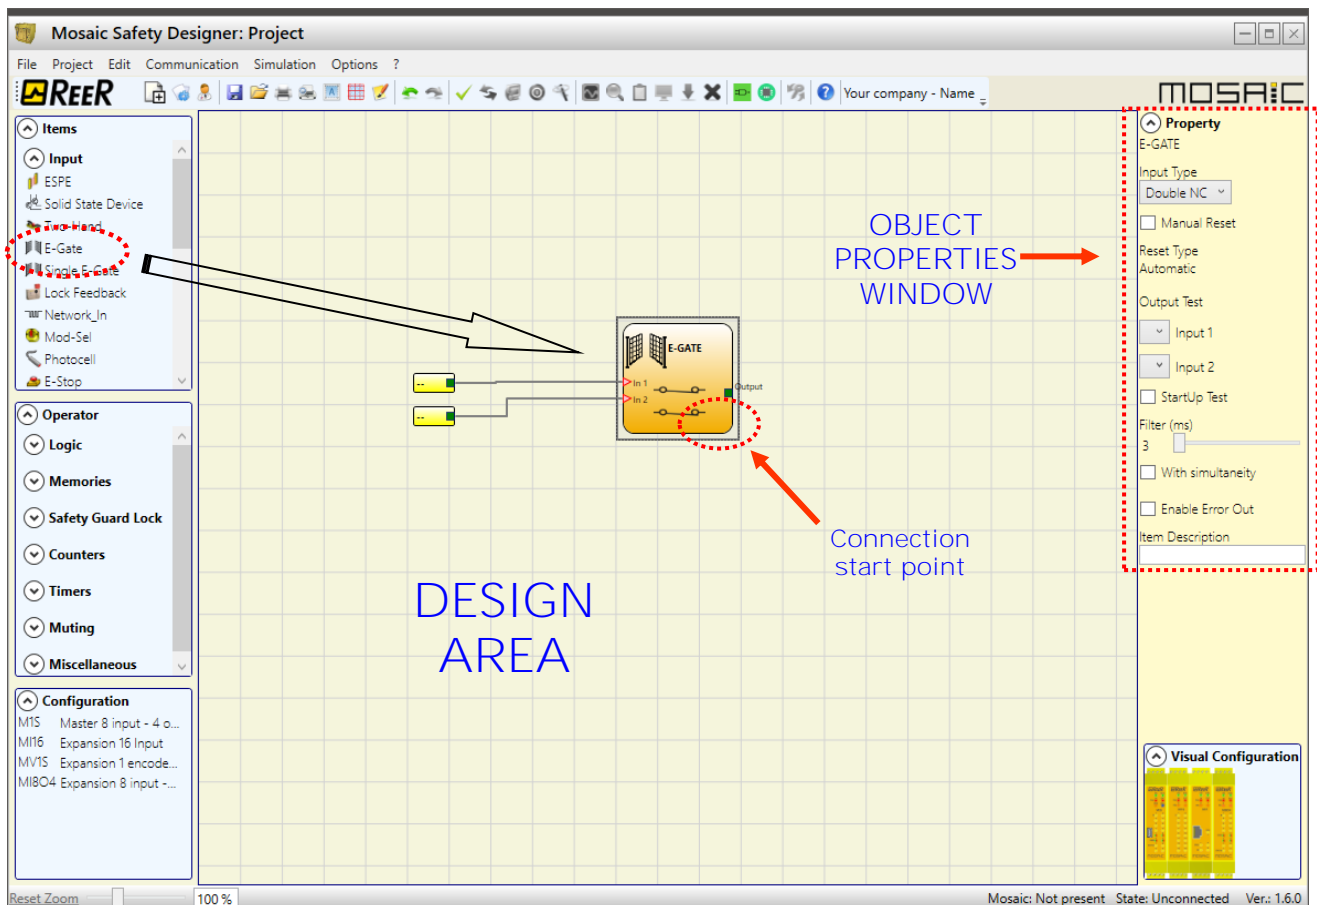 Mosaic Safety Designer: Project
File Project Edit Communication Simulation Options ?
REER
Your company - Name
MOSAIC
Items
Input
ESPE
Solid State Device
Two-Hand
E-Gate
Single E-Gate
Lock Feedback
Network_In
Mod-Sel
Photocell
E-Stop
Operator
Logic
Memories
Safety Guard Lock
Counters
Timers
Muting
Miscellaneous
Configuration
M1S Master 8 input - 4 o...
MI16 Expansion 16 Input
MV1S Expansion 1 encode...
MI8O4 Expansion 8 input -...
OBJECT
PROPERTIES
WINDOW
E-GATE
--
In 1
Output
--
In 2
Connection
start point
DESIGN
AREA
Property
E-GATE
Input Type
Double NC
Manual Reset
Reset Type
Automatic
Output Test
Input 1
Input 2
StartUp Test
Filter (ms)
3
With simultaneity
Enable Error Out
Item Description
Visual Configuration
Reset Zoom 100 % Mosaic: Not present State: Unconnected Ver.: 1.6.0